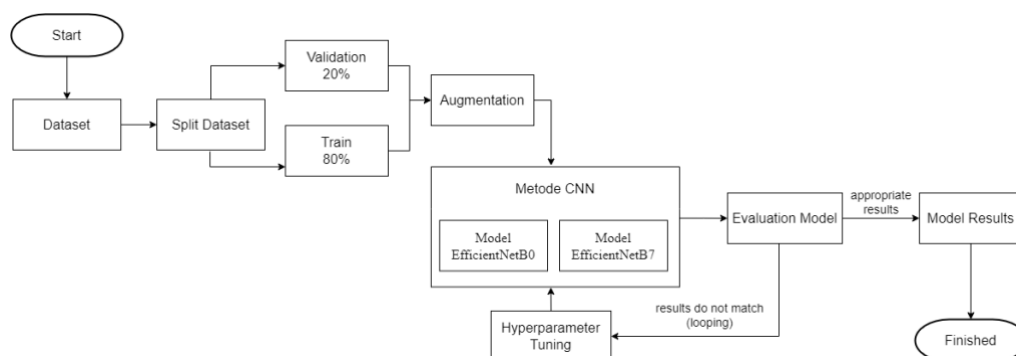 Start
Dataset
Split Dataset
Validation
20%
Train
80%
Augmentation
Metode CNN
Model
EfficientNetB0
Model
EfficientNetB7
Evaluation Model
appropriate
results
Model Results
results do not match
(looping)
Hyperparameter
Tuning
Finished